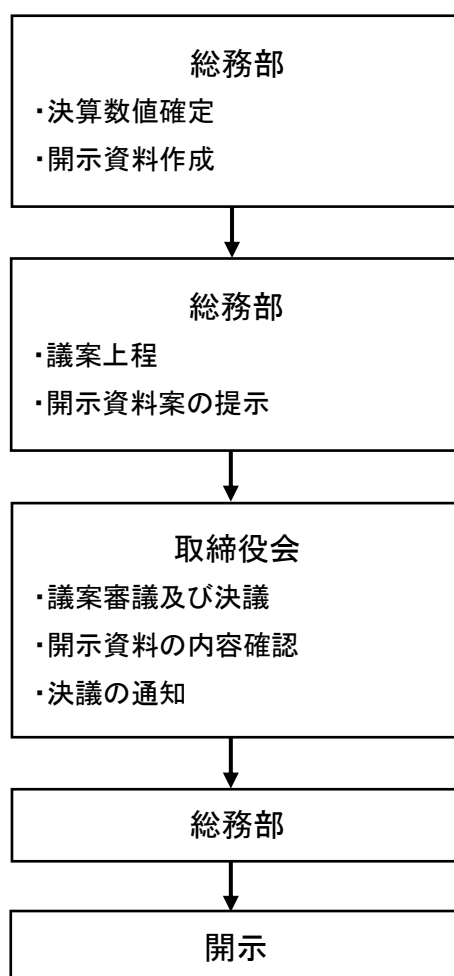 総務部
・決算数値確定
・開示資料作成
総務部
・議案上程
・開示資料案の提示
取締役会
・議案審議及び決議
・開示資料の内容確認
・決議の通知
総務部
開示